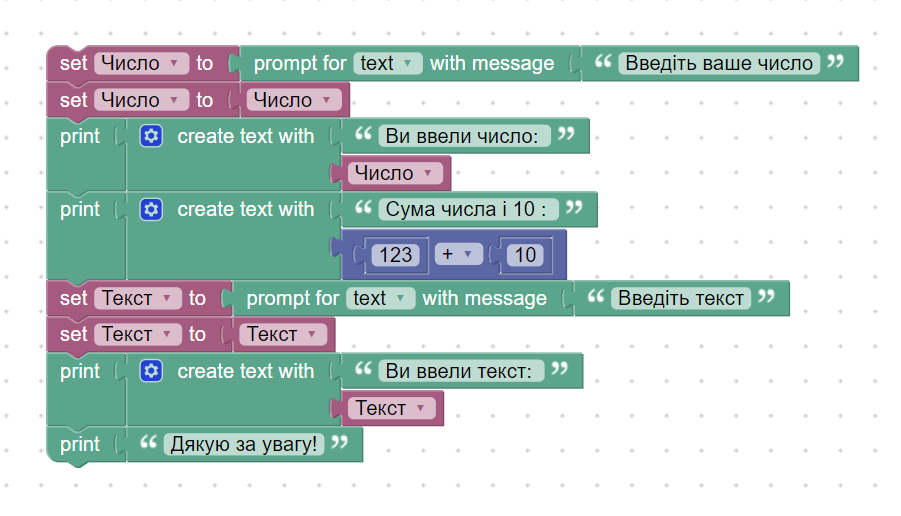 set Число to prompt for text with message “ Введіть ваше число ”
set Число to Число
print create text with “ Ви ввели число: ”
Число
print create text with “ Сума числа і 10 : ”
123 + 10
set Текст to prompt for text with message “ Введіть текст ”
set Текст to Текст
print create text with “ Ви ввели текст: ”
Текст
print “ Дякую за увагу! ”